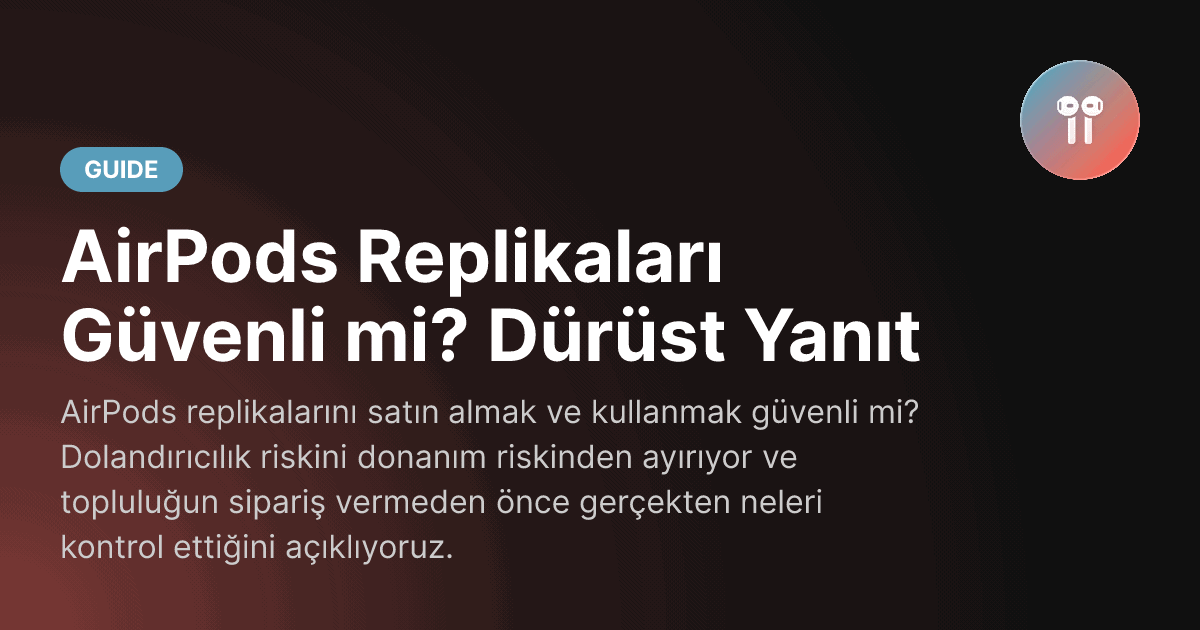 GUIDE
AirPods Replikaları
Güvenli mi? Dürüst Yanıt
AirPods replikalarını satın almak ve kullanmak güvenli mi?
Dolandırıcılık riskini donanım riskinden ayırıyor ve
topluluğun sipariş vermeden önce gerçekten neleri
kontrol ettiğini açıklıyoruz.